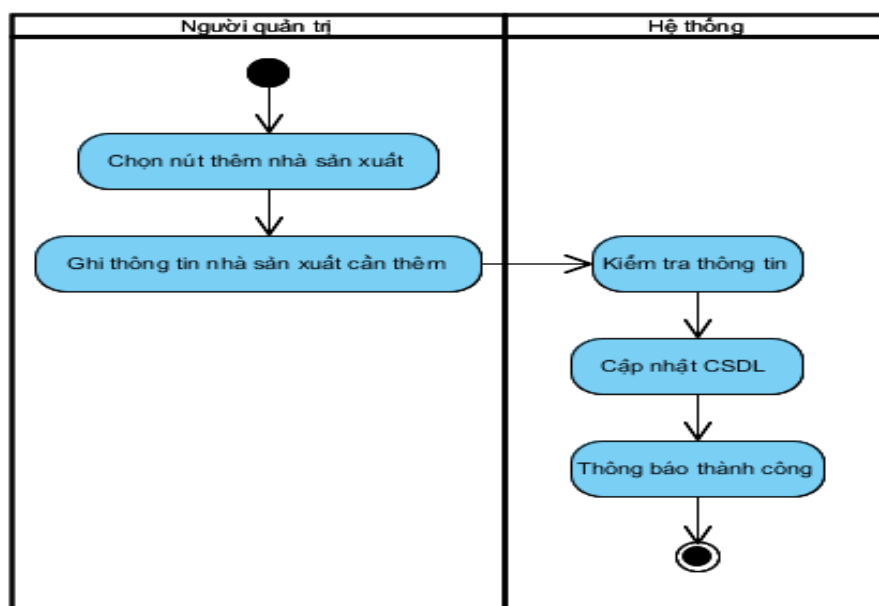 Người quản trị
Hệ thống
Chọn nút thêm nhà sản xuất
Ghi thông tin nhà sản xuất cần thêm
Kiểm tra thông tin
Cập nhật CSDL
Thông báo thành công